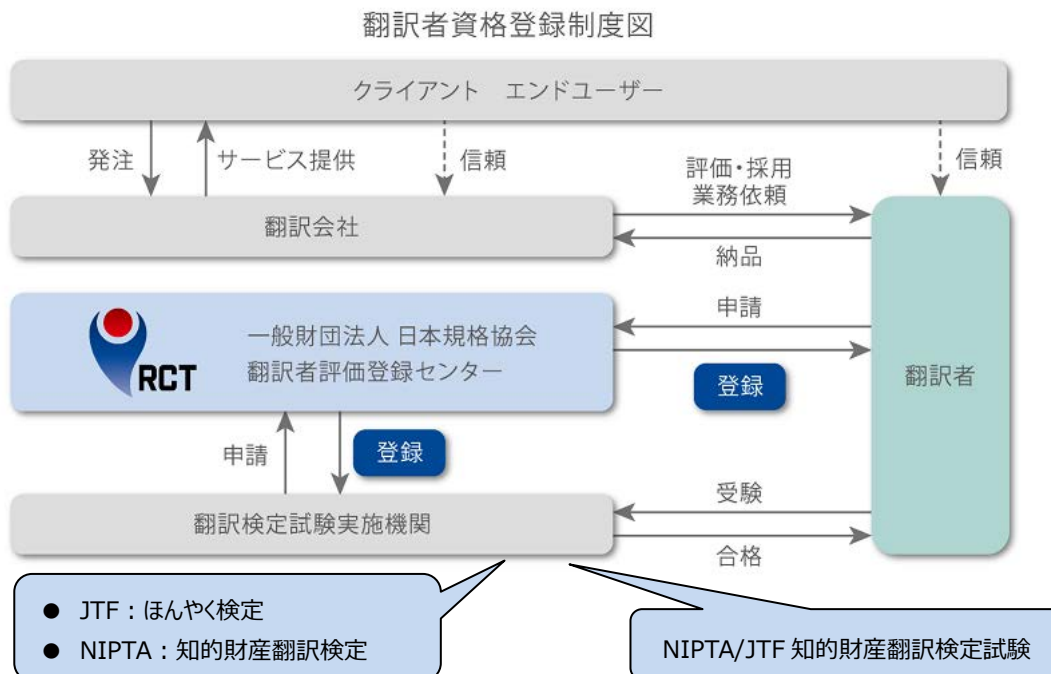 翻訳者資格登録制度図
クライアント　エンドユーザー
発注
サービス提供
信頼
評価・採用
業務依頼
信頼
翻訳会社
納品
RCT
一般財団法人 日本規格協会
翻訳者評価登録センター
申請
登録
翻訳者
申請
登録
翻訳検定試験実施機関
受験
合格
● JTF：ほんやく検定
● NIPTA：知的財産翻訳検定
NIPTA/JTF 知的財産翻訳検定試験